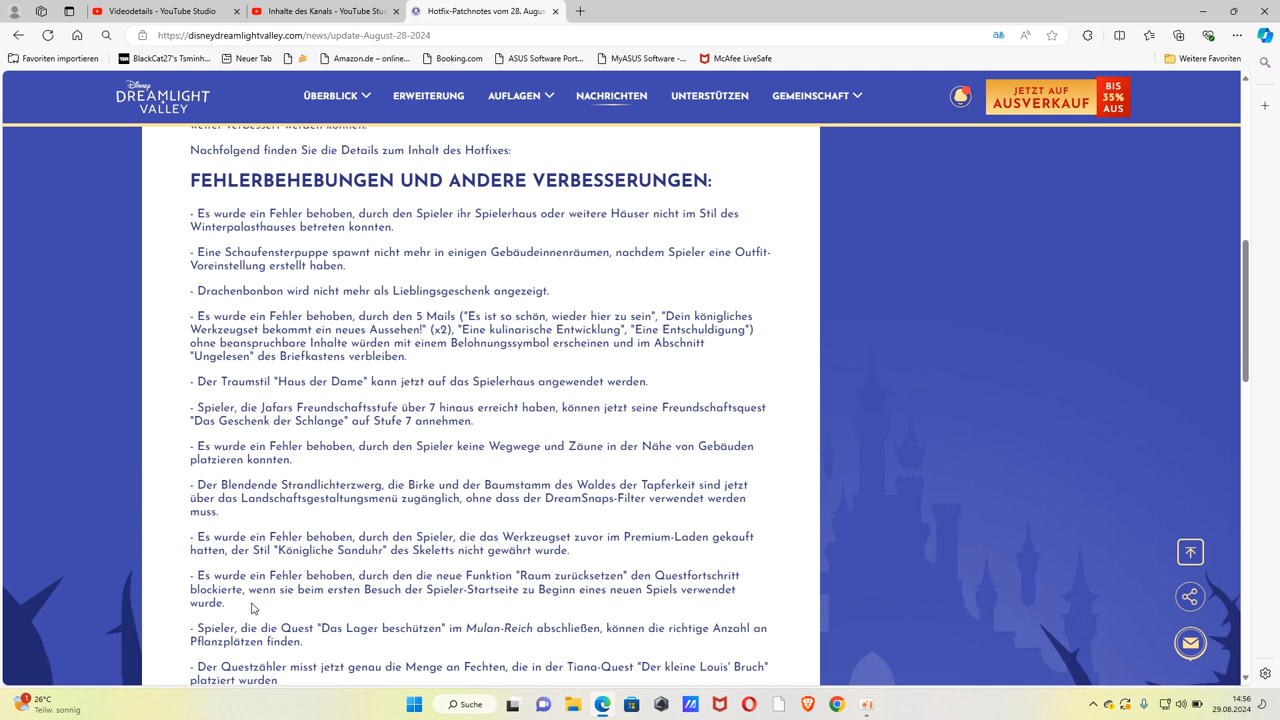 Videodetails - YouTube Studio
Inhalte des Kanals - YouTube Stu
Hotfix-Patchnotes vom 28. Augus
https://disneydreamlightvalley.com/news/update-August-28-2024
Favoriten importieren
BlackCat27's Tsminh...
Neuer Tab
Amazon.de – online...
Booking.com
ASUS Software Port...
MyASUS Software -...
McAfee LiveSafe
Weitere Favoriten
Disney
DREAMLIGHT
VALLEY
ÜBERBLICK
ERWEITERUNG
AUFLAGEN
NACHRICHTEN
UNTERSTÜTZEN
GEMEINSCHAFT
JETZT AUF
AUSVERKAUF
BIS
35%
AUS
weiter verbessert werden können.
Nachfolgend finden Sie die Details zum Inhalt des Hotfixes:
FEHLERBEHEBUNGEN UND ANDERE VERBESSERUNGEN:
- Es wurde ein Fehler behoben, durch den Spieler ihr Spielerhaus oder weitere Häuser nicht im Stil des
Winterpalasthauses betreten konnten.
- Eine Schaufensterpuppe spawnt nicht mehr in einigen Gebäudeinnenräumen, nachdem Spieler eine Outfit-
Voreinstellung erstellt haben.
- Drachenbonbon wird nicht mehr als Lieblingsgeschenk angezeigt.
- Es wurde ein Fehler behoben, durch den 5 Mails ("Es ist so schön, wieder hier zu sein", "Dein königliches
Werkzeugset bekommt ein neues Aussehen!" (x2), "Eine kulinarische Entwicklung", "Eine Entschuldigung")
ohne beanspruchbare Inhalte würden mit einem Belohnungssymbol erscheinen und im Abschnitt
"Ungelesen" des Briefkastens verbleiben.
- Der Traumstil "Haus der Dame" kann jetzt auf das Spielerhaus angewendet werden.
- Spieler, die Jafars Freundschaftsstufe über 7 hinaus erreicht haben, können jetzt seine Freundschaftsquest
"Das Geschenk der Schlange" auf Stufe 7 annehmen.
- Es wurde ein Fehler behoben, durch den Spieler keine Wegwege und Zäune in der Nähe von Gebäuden
platzieren konnten.
- Der Blendende Strandlichterzwerg, die Birke und der Baumstamm des Waldes der Tapferkeit sind jetzt
über das Landschaftsgestaltungsmenü zugänglich, ohne dass der DreamSnaps-Filter verwendet werden
muss.
- Es wurde ein Fehler behoben, durch den Spieler, die das Werkzeugset zuvor im Premium-Laden gekauft
hatten, der Stil "Königliche Sanduhr" des Skeletts nicht gewährt wurde.
- Es wurde ein Fehler behoben, durch den die neue Funktion "Raum zurücksetzen" den Questfortschritt
blockierte, wenn sie beim ersten Besuch der Spieler-Startseite zu Beginn eines neuen Spiels verwendet
wurde.
- Spieler, die die Quest "Das Lager beschützen" im Mulan-Reich abschließen, können die richtige Anzahl an
Pflanzplätzen finden.
- Der Questzähler misst jetzt genau die Menge an Fechten, die in der Tiana-Quest "Der kleine Louis' Bruch"
platziert wurden
26°C
Teilw. sonnig
Suche
14:56
29.08.2024